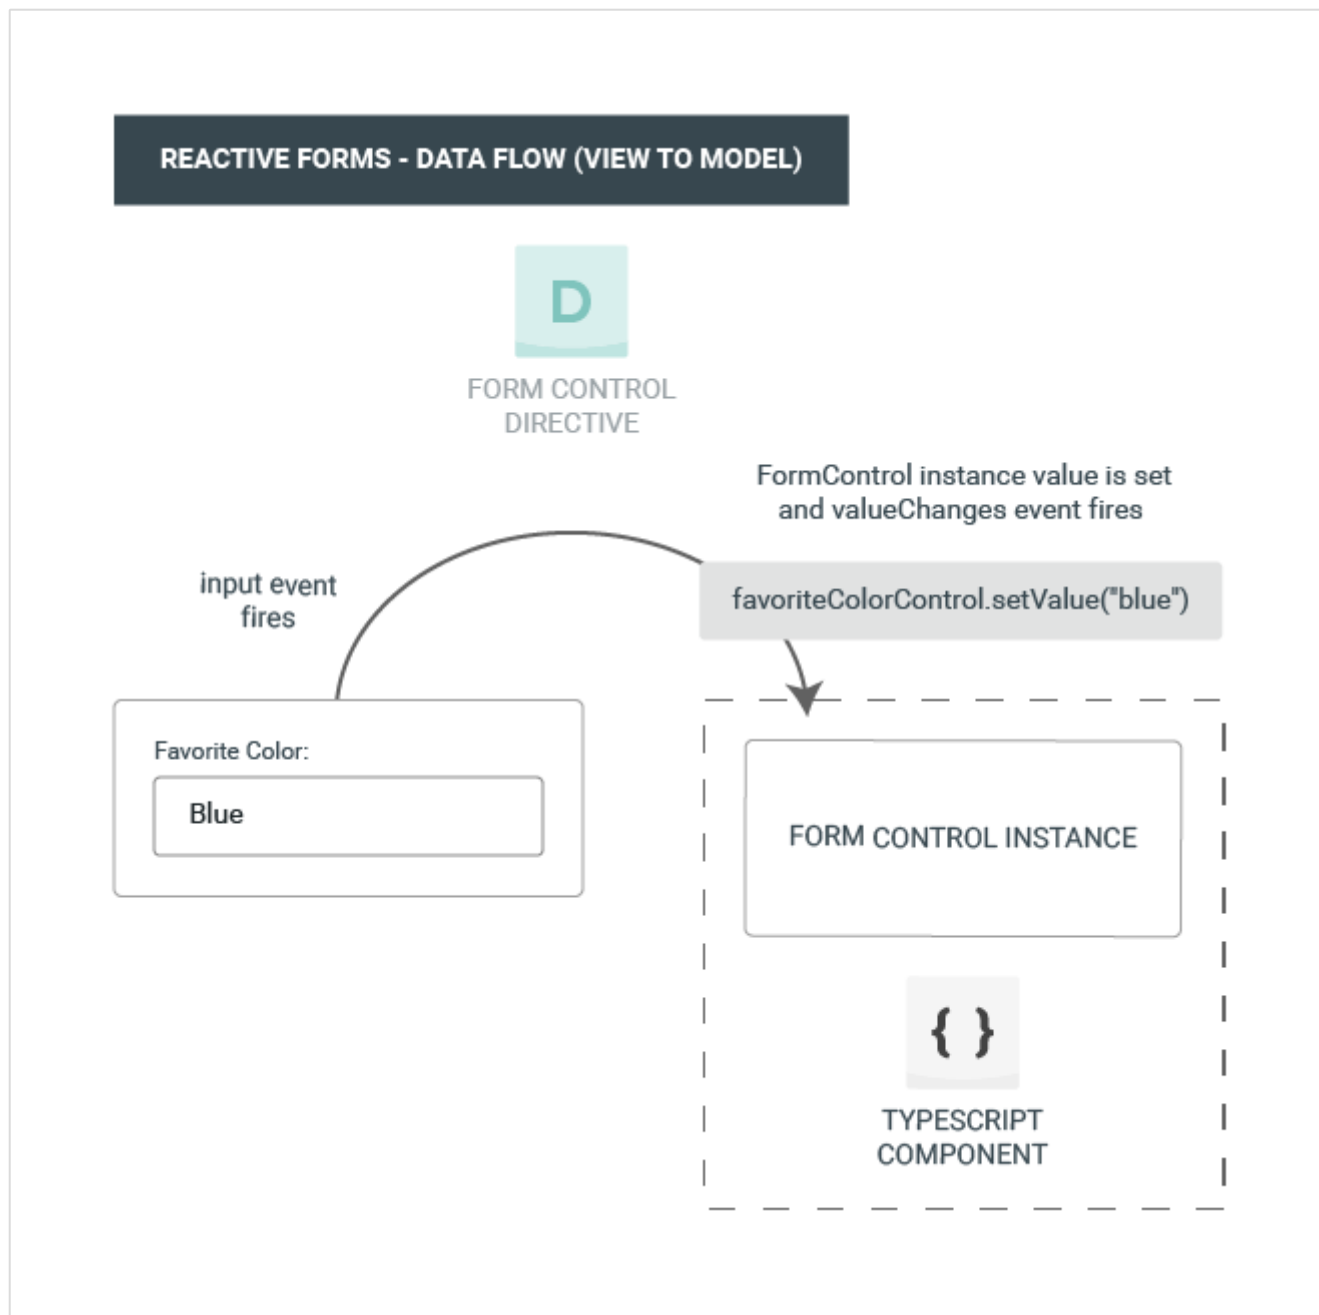 REACTIVE FORMS - DATA FLOW (VIEW TO MODEL)
D
FORM CONTROL
DIRECTIVE
FormControl instance value is set
and valueChanges event fires
input event
fires
favoriteColorControl.setValue("blue")
Favorite Color:
Blue
FORM CONTROL INSTANCE
{ }
TYPESCRIPT
COMPONENT